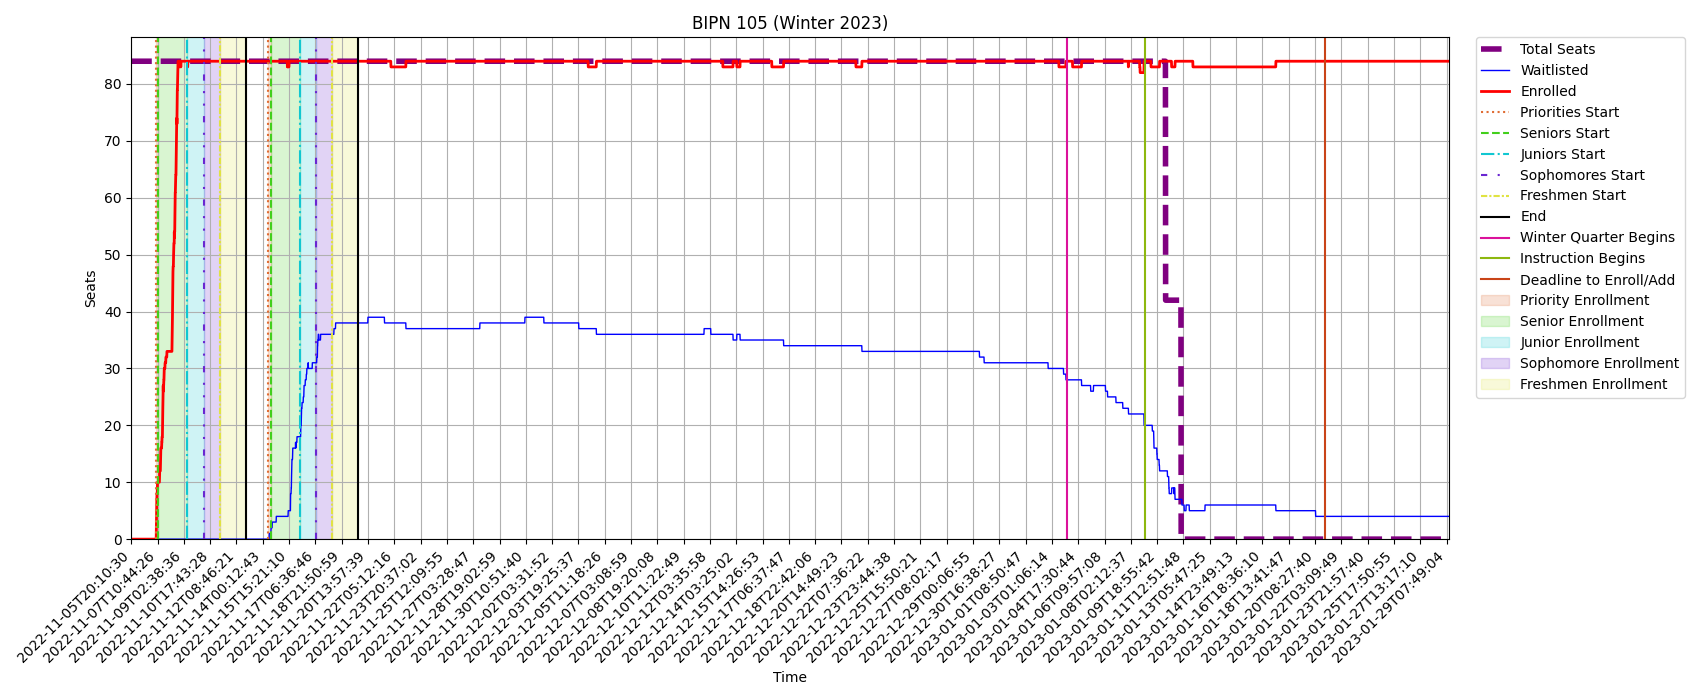 BIPN 105 (Winter 2023)
Seats
80
70
60
50
40
30
20
10
0
2022-11-05T20:10:30
2022-11-07T10:44:26
2022-11-09T02:38:36
2022-11-10T17:43:28
2022-11-12T08:46:21
2022-11-14T00:12:43
2022-11-15T15:21:10
2022-11-17T06:36:46
2022-11-18T21:50:59
2022-11-20T13:57:39
2022-11-22T05:12:16
2022-11-23T20:37:02
2022-11-25T12:09:55
2022-11-27T03:28:47
2022-11-28T19:02:59
2022-11-30T10:51:40
2022-12-02T03:31:52
2022-12-03T19:25:37
2022-12-05T11:18:26
2022-12-07T03:08:59
2022-12-08T19:20:08
2022-12-10T11:22:49
2022-12-12T03:35:58
2022-12-14T03:25:02
2022-12-15T14:26:53
2022-12-17T06:37:47
2022-12-18T22:42:06
2022-12-20T14:49:23
2022-12-22T07:36:22
2022-12-23T23:44:38
2022-12-25T15:50:21
2022-12-27T08:02:17
2022-12-29T00:06:55
2022-12-30T16:38:27
2023-01-01T08:50:47
2023-01-03T01:06:14
2023-01-04T17:30:44
2023-01-06T09:57:08
2023-01-08T02:12:37
2023-01-09T18:55:42
2023-01-11T12:51:48
2023-01-13T05:47:25
2023-01-14T23:49:13
2023-01-16T18:36:10
2023-01-18T13:41:47
2023-01-20T08:27:40
2023-01-22T03:09:49
2023-01-23T21:57:40
2023-01-25T17:50:55
2023-01-27T13:17:10
2023-01-29T07:49:04
Time
Total Seats
Waitlisted
Enrolled
Priorities Start
Seniors Start
Juniors Start
Sophomores Start
Freshmen Start
End
Winter Quarter Begins
Instruction Begins
Deadline to Enroll/Add
Priority Enrollment
Senior Enrollment
Junior Enrollment
Sophomore Enrollment
Freshmen Enrollment